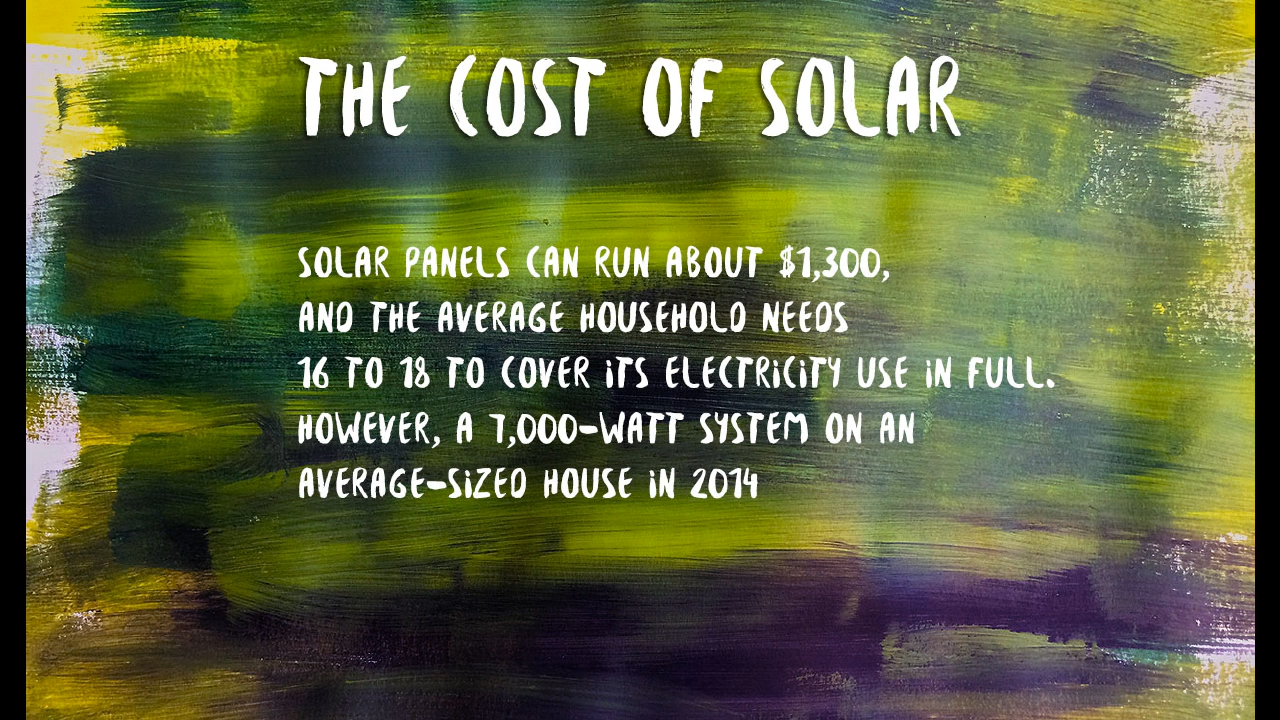 THE COST OF SOLAR
SOLAR PANELS CAN RUN ABOUT $1,300,
AND THE AVERAGE HOUSEHOLD NEEDS
16 TO 18 TO COVER ITS ELECTRICITY USE IN FULL.
HOWEVER, A 7,000-WATT SYSTEM ON AN
AVERAGE-SIZED HOUSE IN 2014